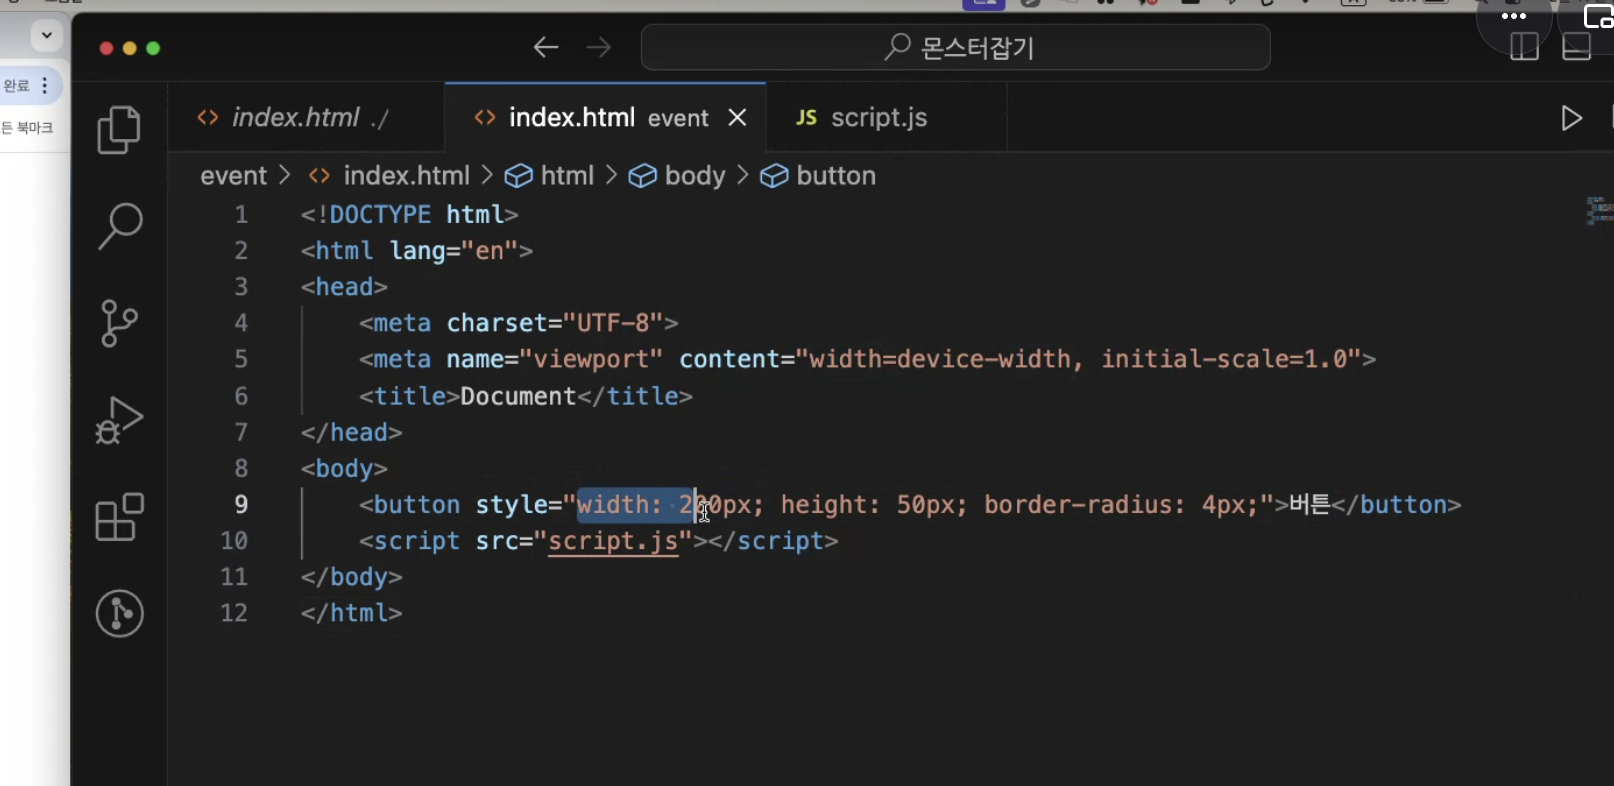 완료
든 북마크
몬스터잡기
index.html ./
index.html event
JS script.js
event > index.html > html > body > button
1 <!DOCTYPE html>
2 <html lang="en">
3 <head>
4 <meta charset="UTF-8">
5 <meta name="viewport" content="width=device-width, initial-scale=1.0">
6 <title>Document</title>
7 </head>
8 <body>
9 <button style="width: 200px; height: 50px; border-radius: 4px;">버튼</button>
10 <script src="script.js"></script>
11 </body>
12 </html>